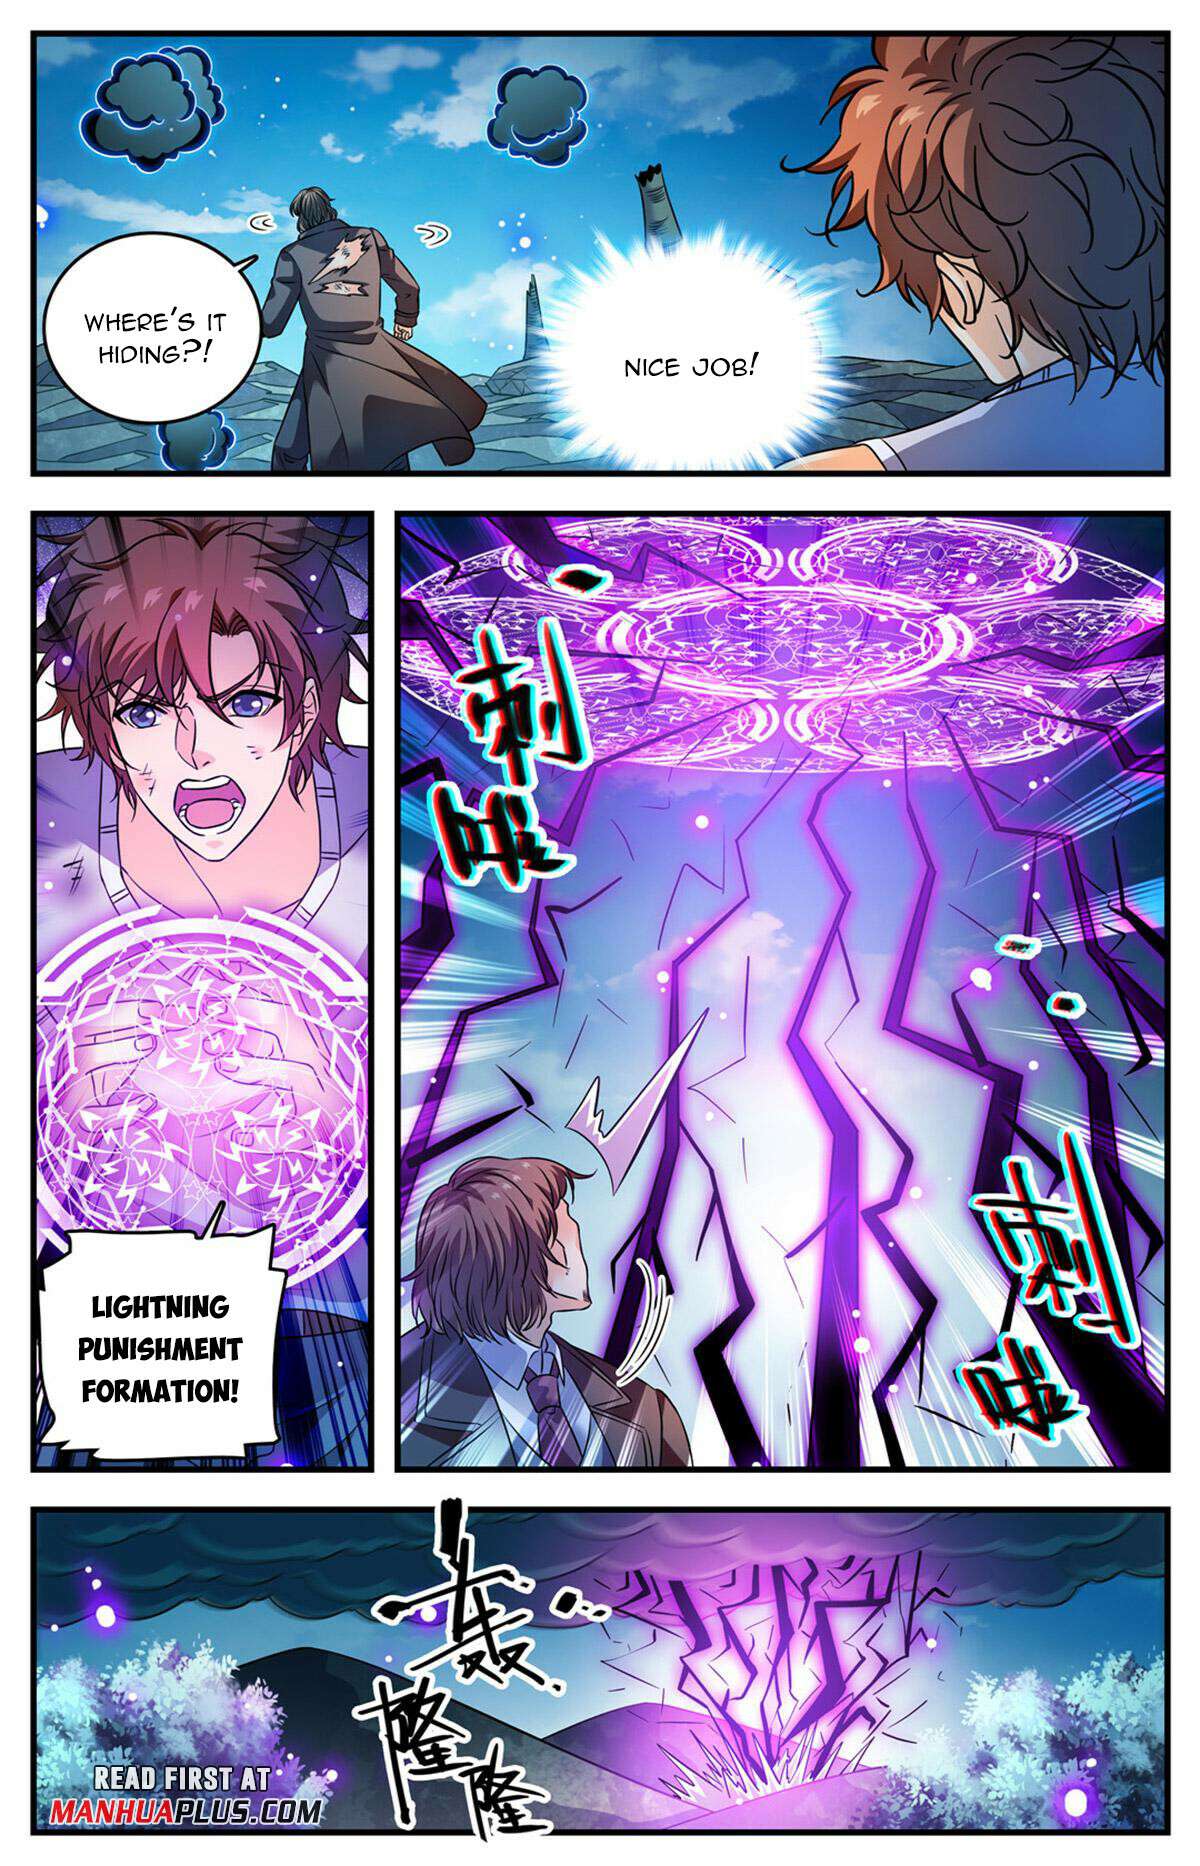 WHERE'S IT
HIDING?!
NICE JOB!
刺
啦
LIGHTNING
PUNISHMENT
FORMATION!
刺
啦
轰
隆
隆
READ FIRST AT
MANHUAPLUS.COM